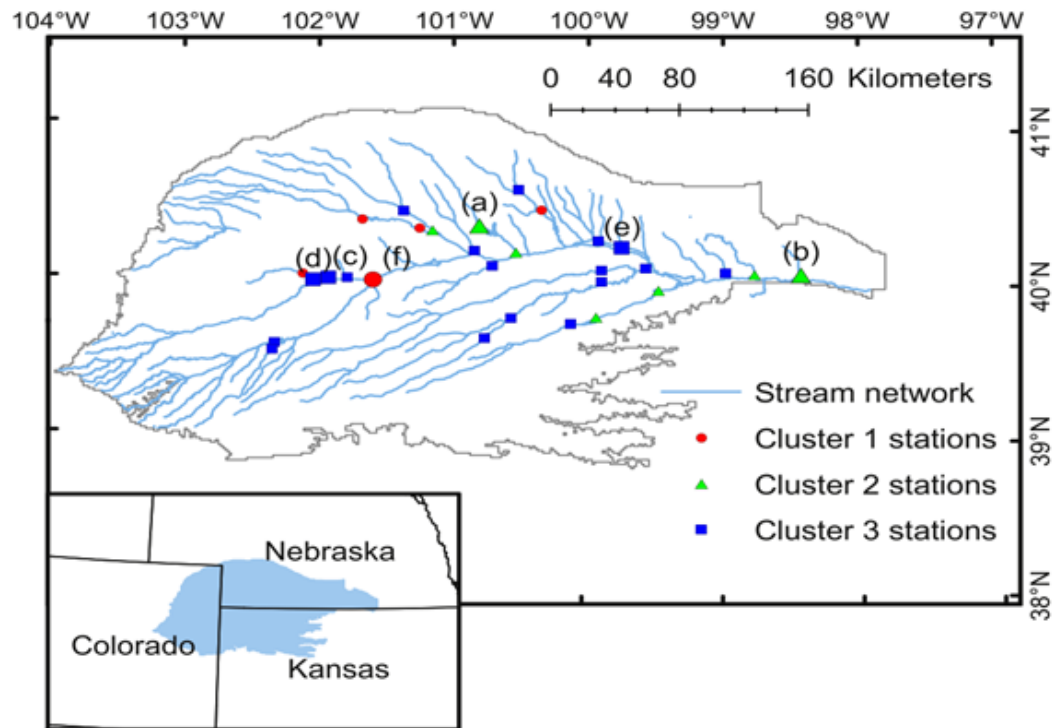 104°W 103°W 102°W 101°W 100°W 99°W 98°W 97°W
0 40 80 160 Kilometers
41°N
(a)
(e)
(d) (c) (f)
(b)
40°N
Stream network
Cluster 1 stations
39°N
Cluster 2 stations
Cluster 3 stations
Nebraska
38°N
Colorado
Kansas